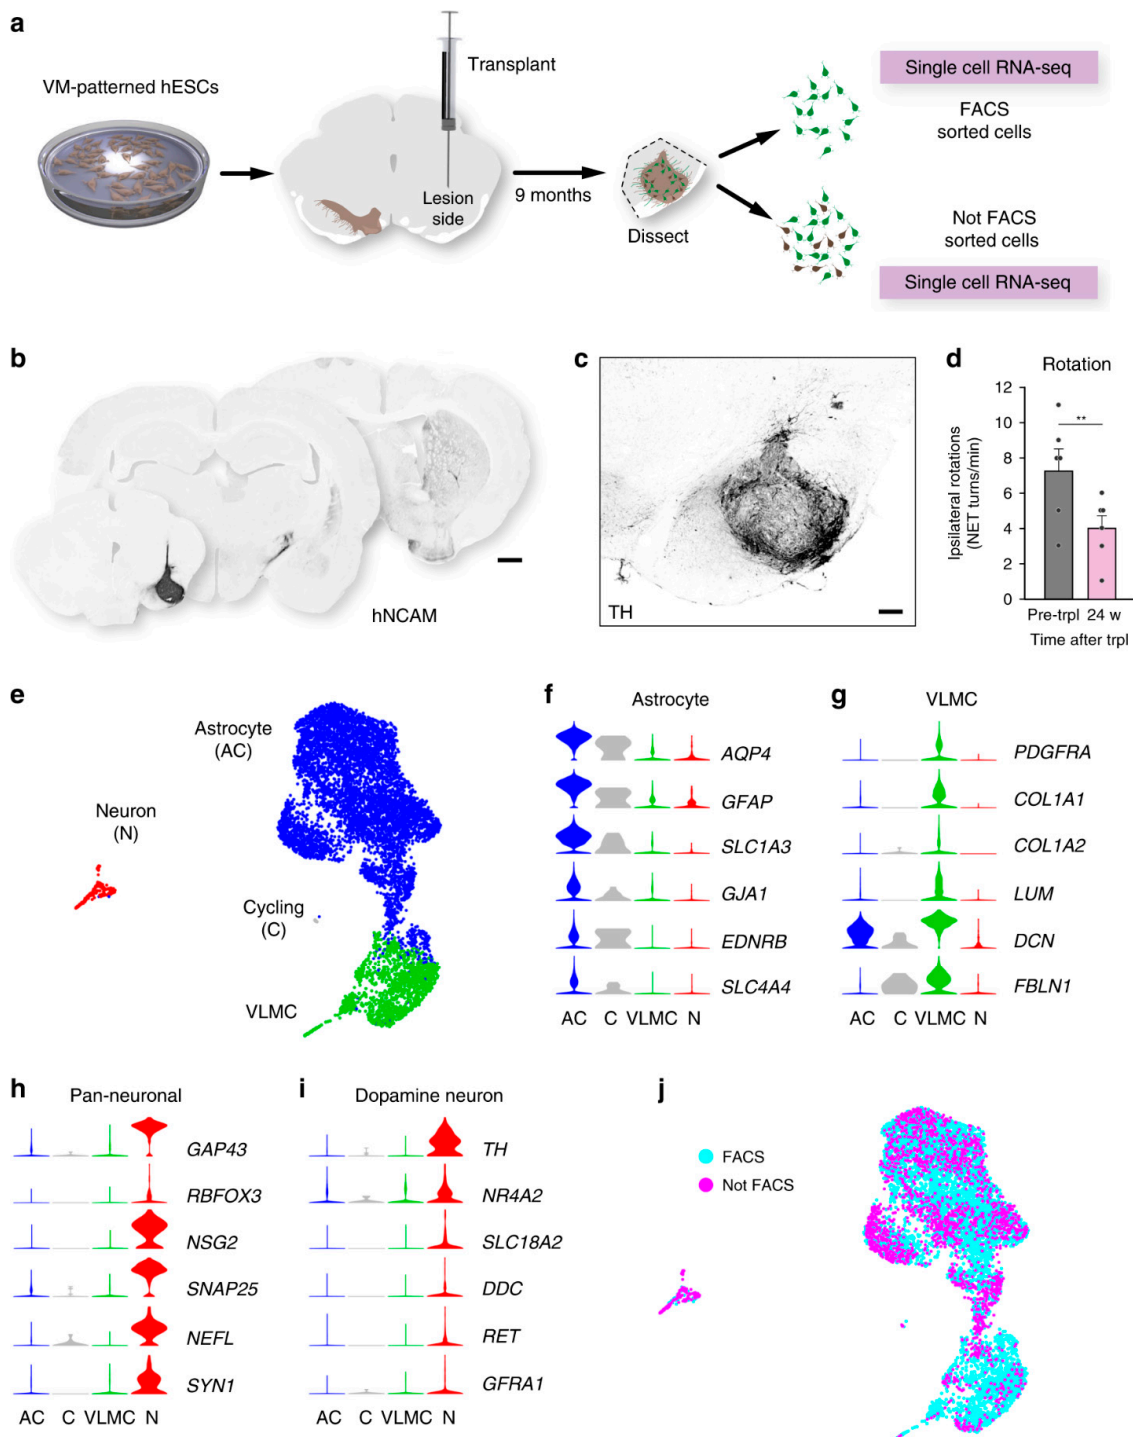 a
VM-patterned hESCs
Transplant
Lesion
side
9 months
Dissect
Single cell RNA-seq
FACS
sorted cells
Not FACS
sorted cells
Single cell RNA-seq
b
hNCAM
c
TH
d
Rotation
Ipsilateral rotations
(NET turns/min)
12
10
8
6
4
2
0
**
Pre-trpl 24 w
Time after trpl
e
Astrocyte
(AC)
Neuron
(N)
Cycling
(C)
VLMC
f
Astrocyte
AQP4
GFAP
SLC1A3
GJA1
EDNRB
SLC4A4
AC C VLMC N
g
VLMC
PDGFRA
COL1A1
COL1A2
LUM
DCN
FBLN1
AC C VLMC N
h
Pan-neuronal
GAP43
RBFOX3
NSG2
SNAP25
NEFL
SYN1
AC C VLMC N
i
Dopamine neuron
TH
NR4A2
SLC18A2
DDC
RET
GFRA1
AC C VLMC N
j
FACS
Not FACS